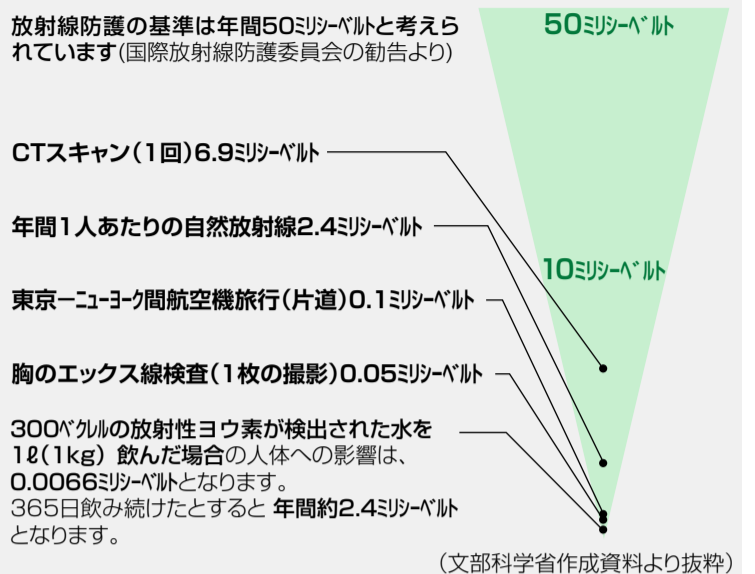 放射線防護の基準は年間50ミリシーベルトと考えら
れています(国際放射線防護委員会の勧告より)
50ミリシーベルト
CTスキャン(1回)6.9ミリシーベルト
年間1人あたりの自然放射線2.4ミリシーベルト
10ミリシーベルト
東京ーニューヨーク間航空機旅行(片道)0.1ミリシーベルト
胸のエックス線検査(1枚の撮影)0.05ミリシーベルト
300ベクレルの放射性ヨウ素が検出された水を
1ℓ(1kg) 飲んだ場合の人体への影響は、
0.0066ミリシーベルトとなります。
365日飲み続けたとすると 年間約2.4ミリシーベルト
となります。
(文部科学省作成資料より抜粋)